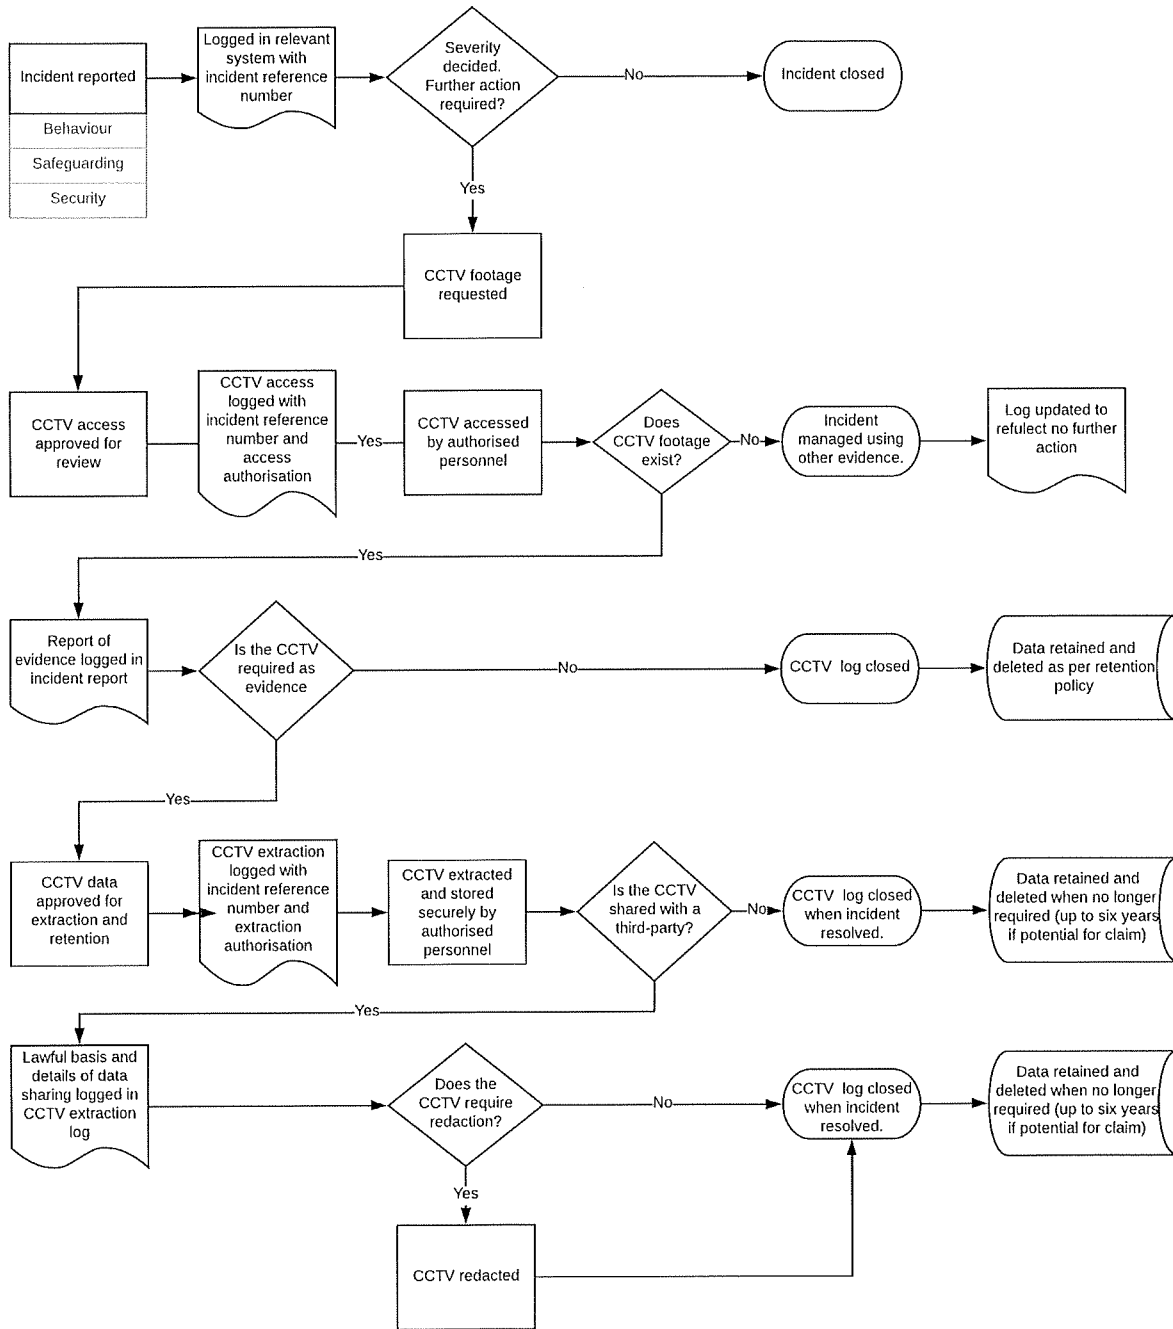 Incident reported
Behaviour
Safeguarding
Security
Logged in relevant
system with
incident reference
number
Severity
decided.
Further action
required?
No
Incident closed
Yes
CCTV footage
requested
CCTV access
approved for
review
CCTV access
logged with
incident reference
number and
access
authorisation
Yes
CCTV accessed
by authorised
personnel
Does
CCTV footage
exist?
No
Incident
managed using
other evidence.
Log updated to
refulect no further
action
Yes
Report of
evidence logged in
incident report
Is the CCTV
required as
evidence
No
CCTV log closed
Data retained and
deleted as per retention
policy
Yes
CCTV data
approved for
extraction and
retention
CCTV extraction
logged with
incident reference
number and
extraction
authorisation
CCTV extracted
and stored
securely by
authorised
personnel
Is the CCTV
shared with a
third-party?
No
CCTV log closed
when incident
resolved.
Data retained and
deleted when no longer
required (up to six years
if potential for claim)
Yes
Lawful basis and
details of data
sharing logged in
CCTV extraction
log
Does the
CCTV require
redaction?
No
CCTV log closed
when incident
resolved.
Data retained and
deleted when no longer
required (up to six years
if potential for claim)
Yes
CCTV redacted